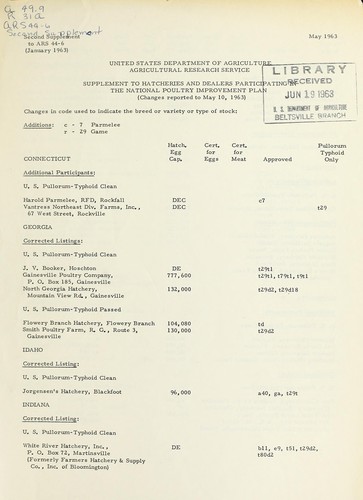 a 49.9
R 31a
ARS 44-6
Second Supplement
Second Supplement
to ARS 44-6
(January 1963)
May 1963
UNITED STATES DEPARTMENT OF AGRICULTURE
AGRICULTURAL RESEARCH SERVICE
SUPPLEMENT TO HATCHERIES AND DEALERS PARTICIPATING IN
THE NATIONAL POULTRY IMPROVEMENT PLAN
(Changes reported to May 10, 1963)
LIBRARY
RECEIVED
JUN 19 1963
U. S. DEPARTMENT OF AGRICULTURE
BELTSVILLE BRANCH
Changes in code used to indicate the breed or variety or type of stock:
Additions: c - 7 Parmelee
r - 29 Game
CONNECTICUT Hatch. Egg Cap. Cert. for Eggs Cert. for Meat Approved Pullorum Typhoid Only
Additional Participants:
U. S. Pullorum-Typhoid Clean
Harold Parmelee, RFD, Rockfall DEC c7
Vantress Northeast Div. Farms, Inc., DEC t29
67 West Street, Rockville
GEORGIA
Corrected Listings:
U. S. Pullorum-Typhoid Clean
J. V. Booker, Hoschton DE t29t1
Gainesville Poultry Company, 777,600 t29t1, t79t1, t9t1
P. O. Box 185, Gainesville
North Georgia Hatchery, 132,000 t29d2, t29d18
Mountain View Rd., Gainesville
U. S. Pullorum-Typhoid Passed
Flowery Branch Hatchery, Flowery Branch 104,080 td
Smith Poultry Farm, R. G., Route 3, 130,000 t29d2
Gainesville
IDAHO
Corrected Listing:
U. S. Pullorum-Typhoid Clean
Jorgensen's Hatchery, Blackfoot 96,000 a40, ga, t29t
INDIANA
Corrected Listing:
U. S. Pullorum-Typhoid Clean
White River Hatchery, Inc., DE b11, e9, t51, t29d2,
P. O. Box 72, Martinsville t80d2
(Formerly Farmers Hatchery & Supply
Co., Inc. of Bloomington)